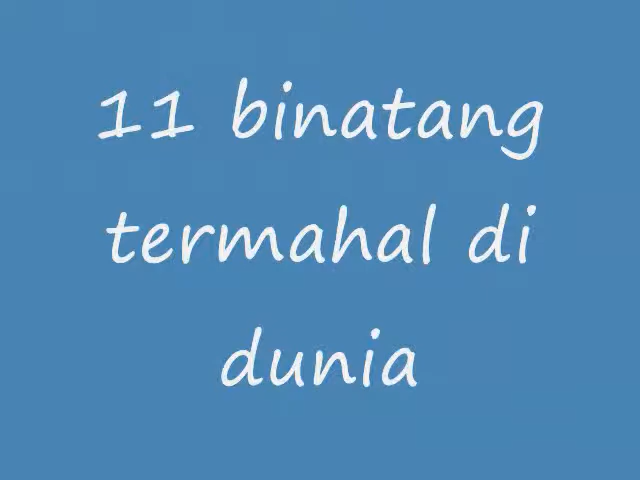 11 binatang
termahal di
dunia